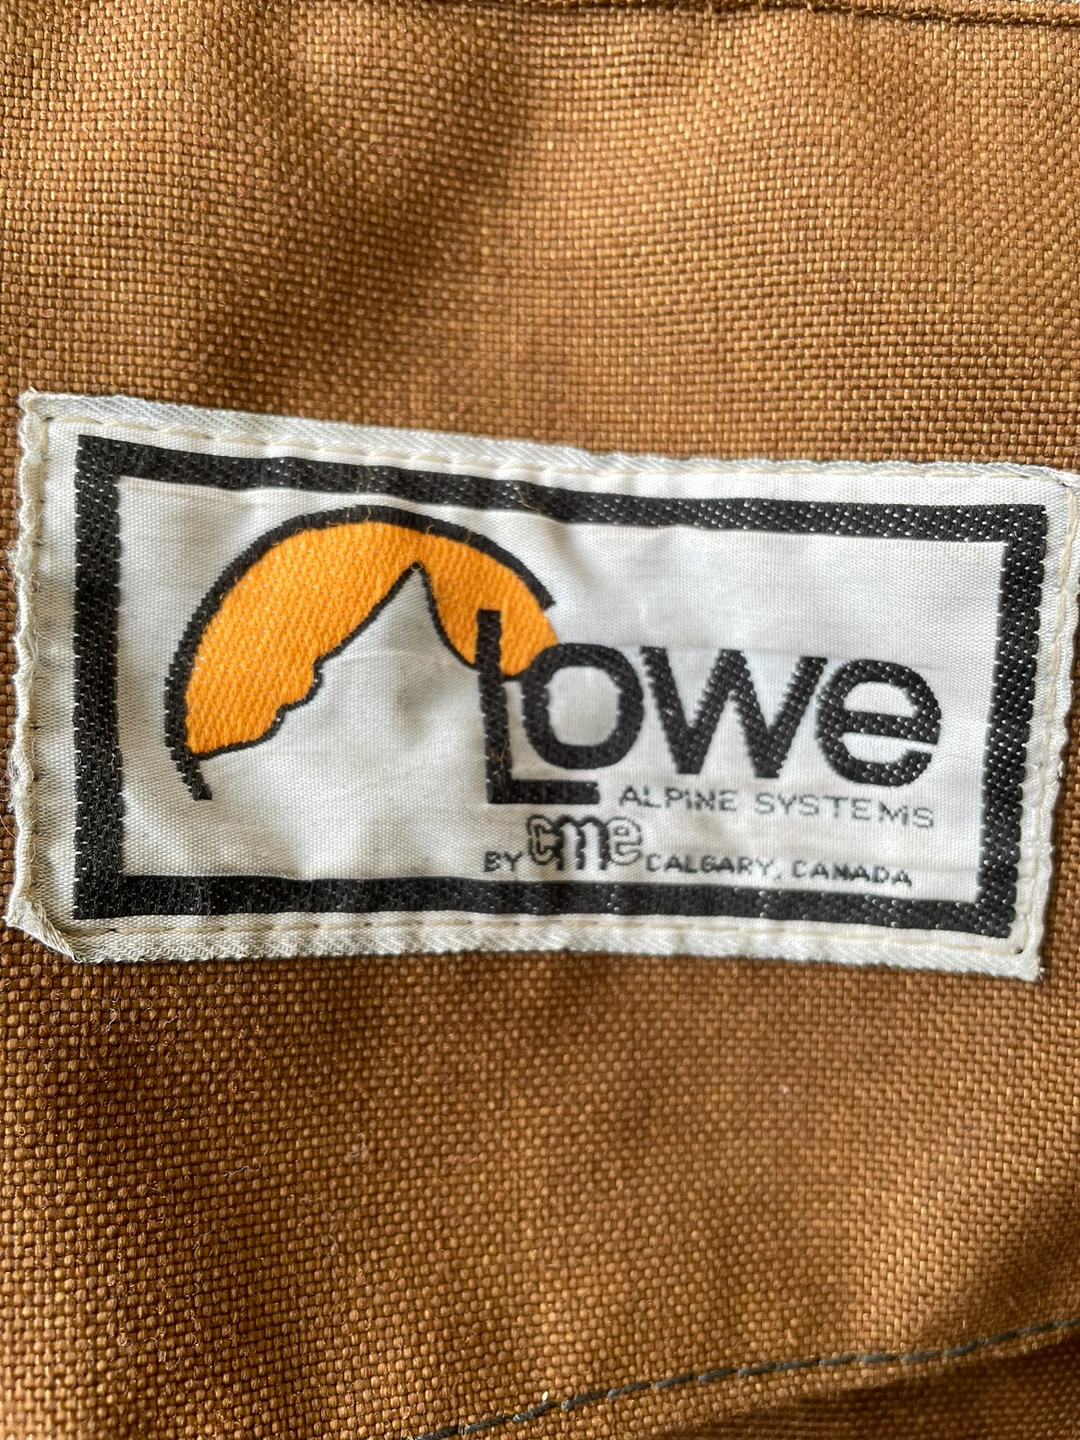 Lowe
ALPINE SYSTEMS
BY cme CALGARY, CANADA